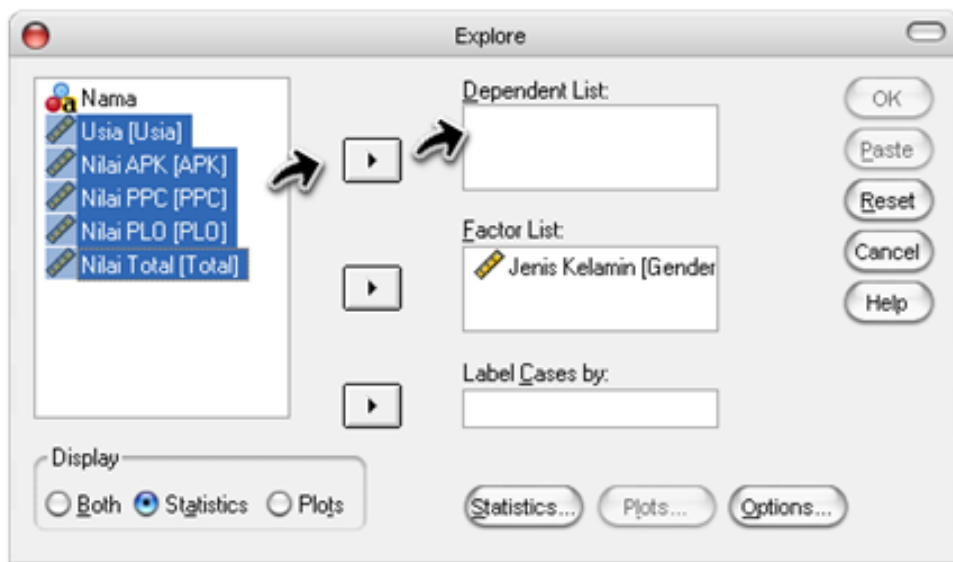 Explore
Nama
Usia [Usia]
Nilai APK [APK]
Nilai PPC [PPC]
Nilai PLO [PLO]
Nilai Total [Total]
Dependent List:
Factor List:
Jenis Kelamin [Gender
Label Cases by:
OK
Paste
Reset
Cancel
Help
Display
Both Statistics Plots
Statistics... Plots... Options...